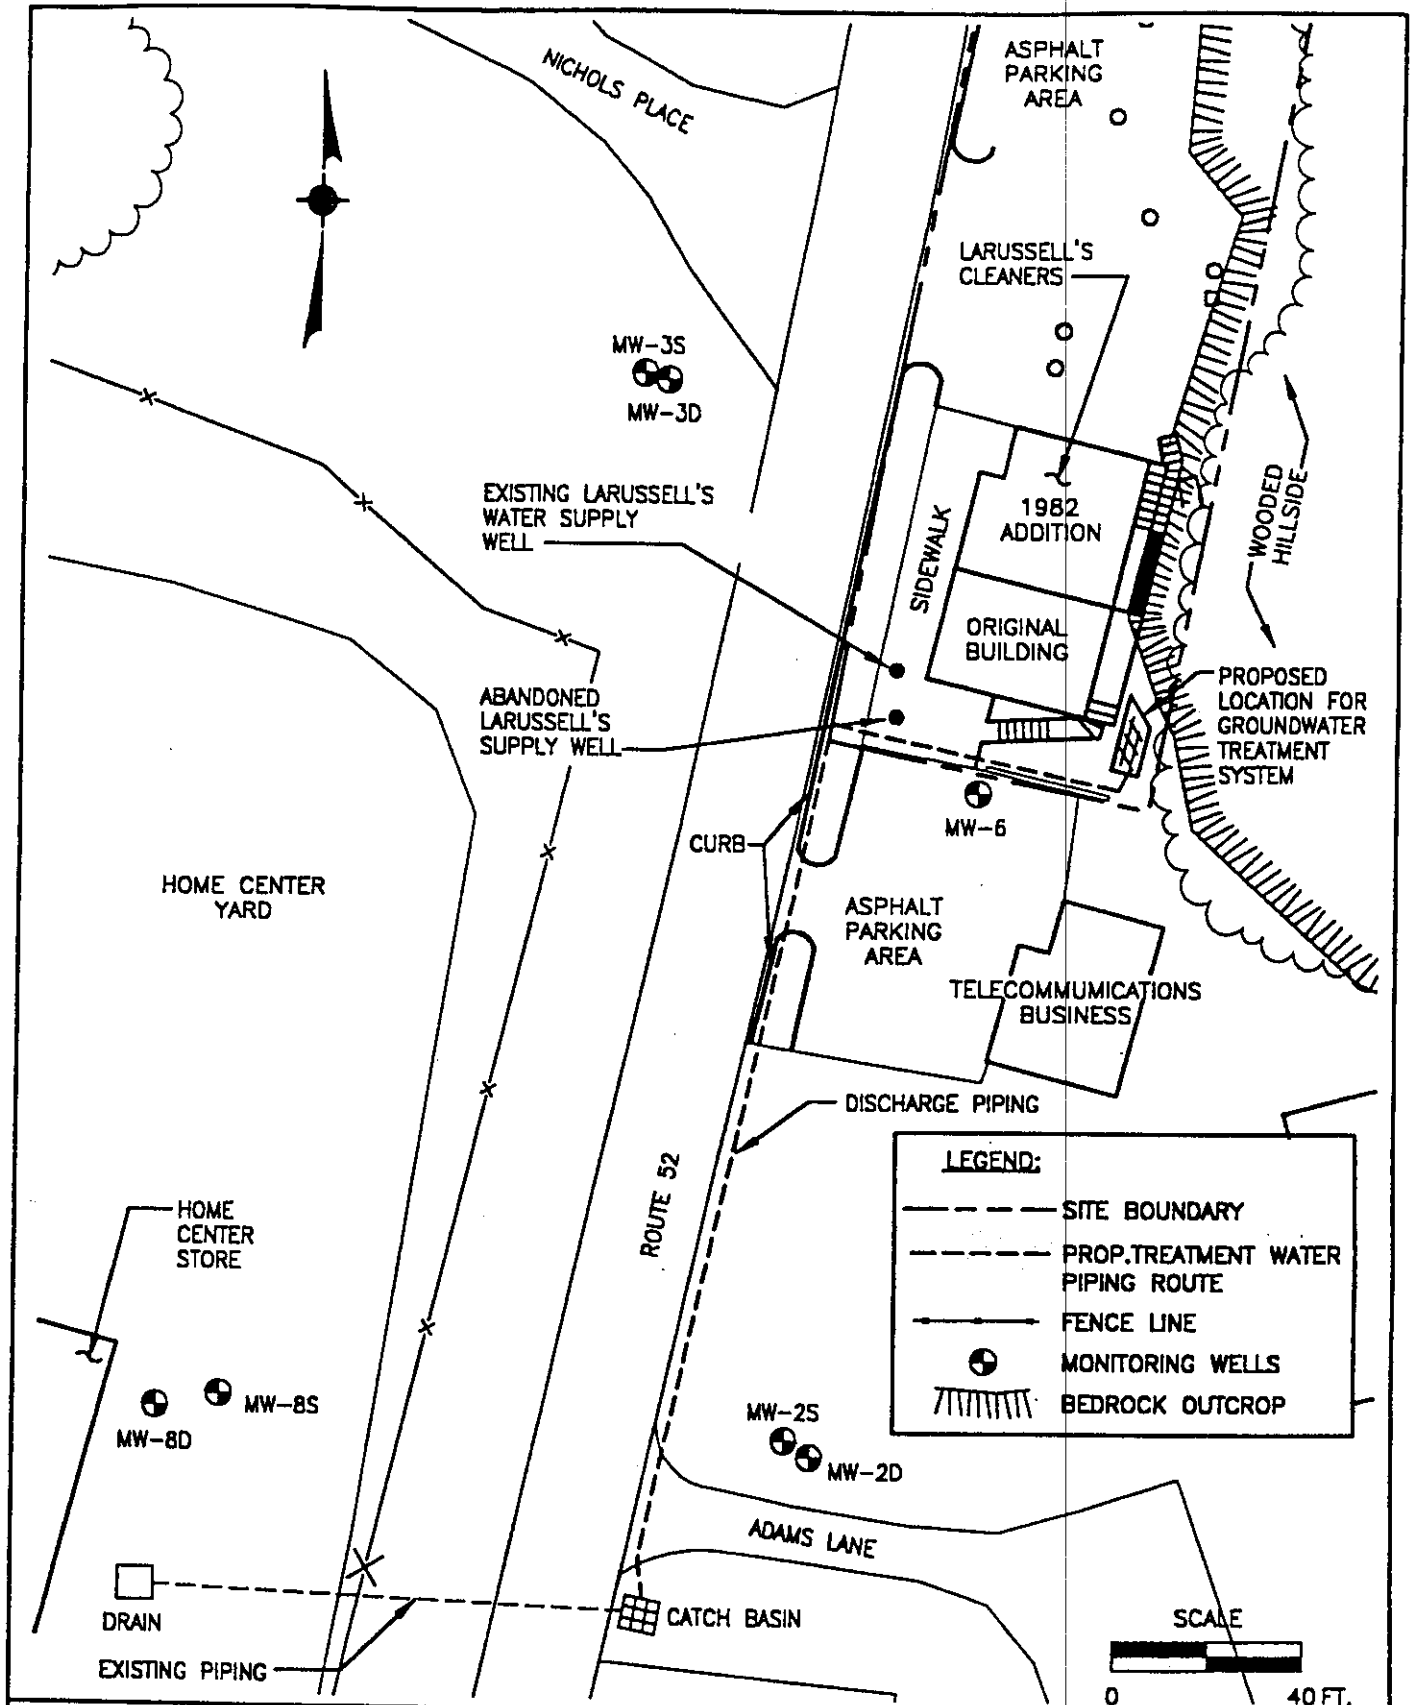 NICHOLS PLACE
ASPHALT
PARKING
AREA
LARUSSELL'S
CLEANERS
MW-3S
MW-3D
EXISTING LARUSSELL'S
WATER SUPPLY
WELL
SIDEWALK
1982
ADDITION
WOODED
HILLSIDE
ORIGINAL
BUILDING
ABANDONED
LARUSSELL'S
SUPPLY WELL
PROPOSED
LOCATION FOR
GROUNDWATER
TREATMENT
SYSTEM
MW-6
CURB
HOME CENTER
YARD
ASPHALT
PARKING
AREA
TELECOMMUMICATIONS
BUSINESS
DISCHARGE PIPING
ROUTE 52
LEGEND:
SITE BOUNDARY
PROP.TREATMENT WATER
PIPING ROUTE
FENCE LINE
MONITORING WELLS
BEDROCK OUTCROP
HOME
CENTER
STORE
MW-8S
MW-8D
MW-2S
MW-2D
ADAMS LANE
DRAIN
CATCH BASIN
EXISTING PIPING
SCALE
0 40 FT.